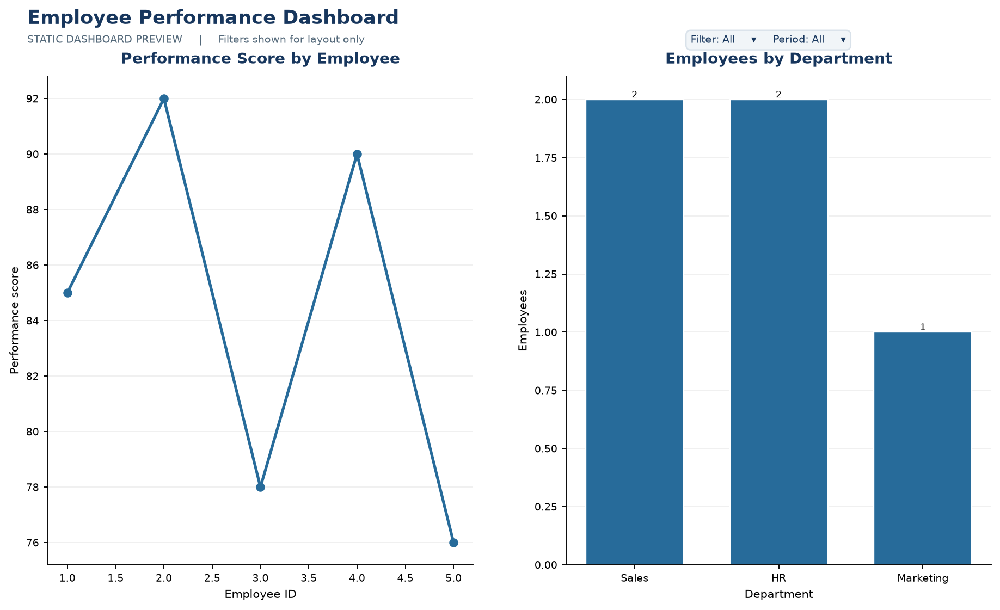 Employee Performance Dashboard
STATIC DASHBOARD PREVIEW | Filters shown for layout only
Filter: All ▼ Period: All ▼
Performance Score by Employee
92
90
88
86
84
82
80
78
76
Performance score
1.0 1.5 2.0 2.5 3.0 3.5 4.0 4.5 5.0
Employee ID
Employees by Department
2.00
1.75
1.50
1.25
1.00
0.75
0.50
0.25
0.00
Employees
2 2 1
Sales HR Marketing
Department